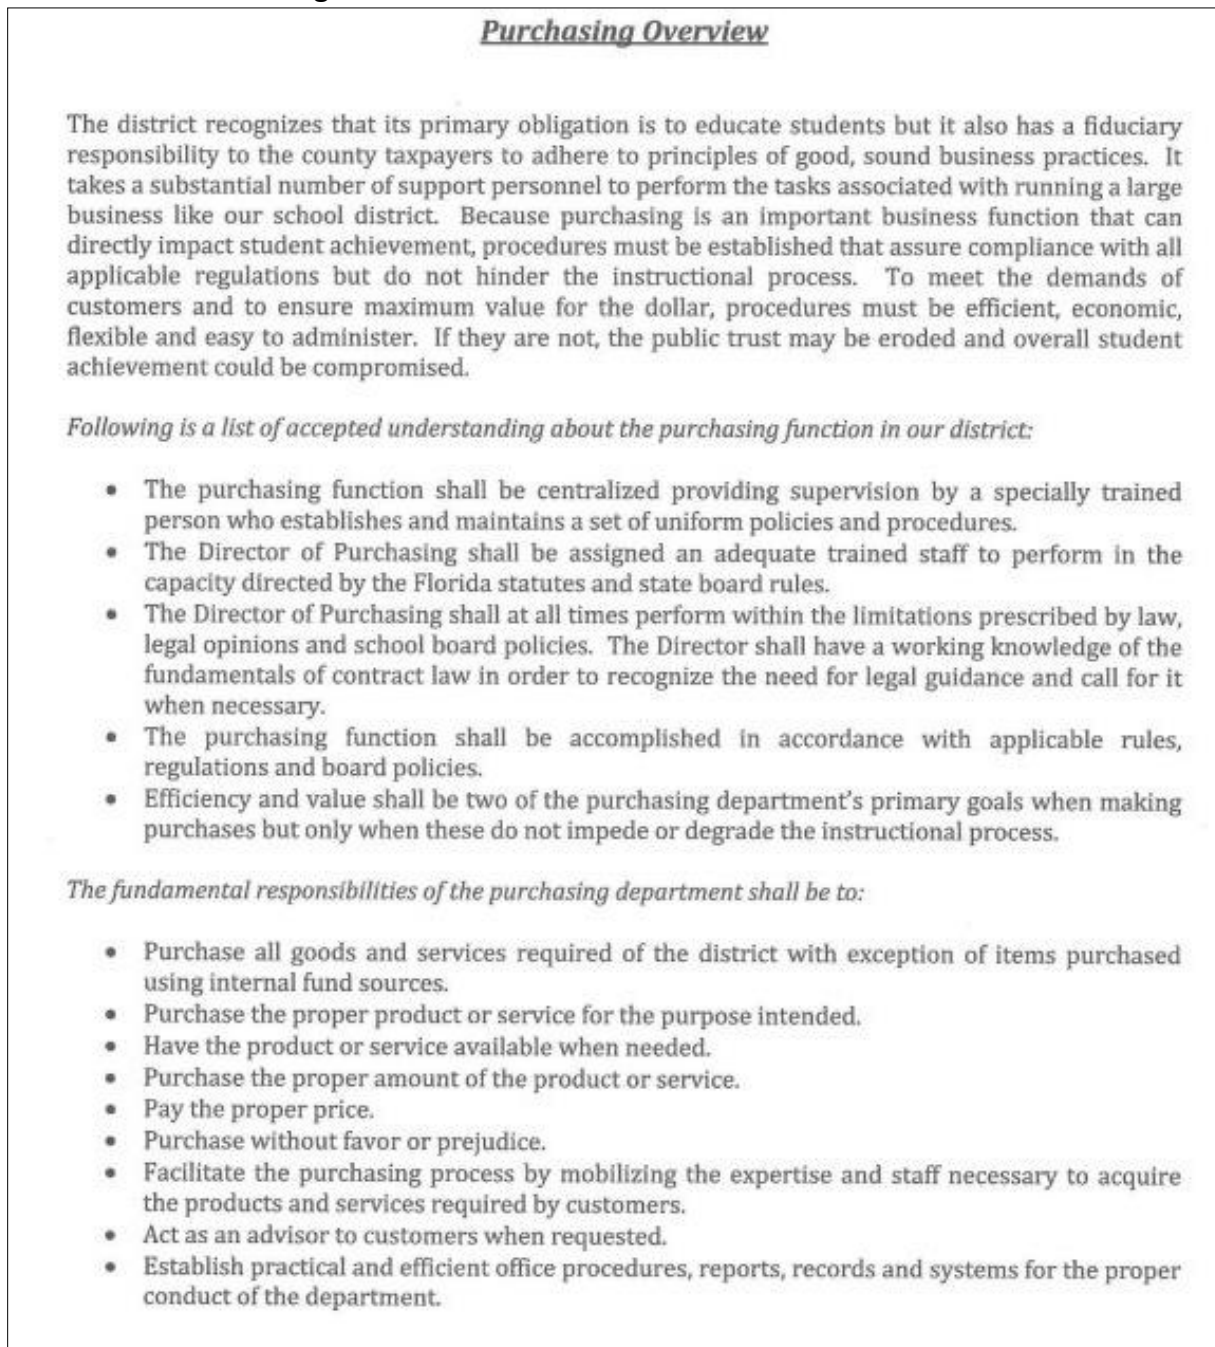 Purchasing Overview
The district recognizes that its primary obligation is to educate students but it also has a fiduciary
responsibility to the county taxpayers to adhere to principles of good, sound business practices. It
takes a substantial number of support personnel to perform the tasks associated with running a large
business like our school district. Because purchasing is an important business function that can
directly impact student achievement, procedures must be established that assure compliance with all
applicable regulations but do not hinder the instructional process. To meet the demands of
customers and to ensure maximum value for the dollar, procedures must be efficient, economic,
flexible and easy to administer. If they are not, the public trust may be eroded and overall student
achievement could be compromised.
Following is a list of accepted understanding about the purchasing function in our district:
• The purchasing function shall be centralized providing supervision by a specially trained
person who establishes and maintains a set of uniform policies and procedures.
• The Director of Purchasing shall be assigned an adequate trained staff to perform in the
capacity directed by the Florida statutes and state board rules.
• The Director of Purchasing shall at all times perform within the limitations prescribed by law,
legal opinions and school board policies. The Director shall have a working knowledge of the
fundamentals of contract law in order to recognize the need for legal guidance and call for it
when necessary.
• The purchasing function shall be accomplished in accordance with applicable rules,
regulations and board policies.
• Efficiency and value shall be two of the purchasing department's primary goals when making
purchases but only when these do not impede or degrade the instructional process.
The fundamental responsibilities of the purchasing department shall be to:
• Purchase all goods and services required of the district with exception of items purchased
using internal fund sources.
• Purchase the proper product or service for the purpose intended.
• Have the product or service available when needed.
• Purchase the proper amount of the product or service.
• Pay the proper price.
• Purchase without favor or prejudice.
• Facilitate the purchasing process by mobilizing the expertise and staff necessary to acquire
the products and services required by customers.
• Act as an advisor to customers when requested.
• Establish practical and efficient office procedures, reports, records and systems for the proper
conduct of the department.